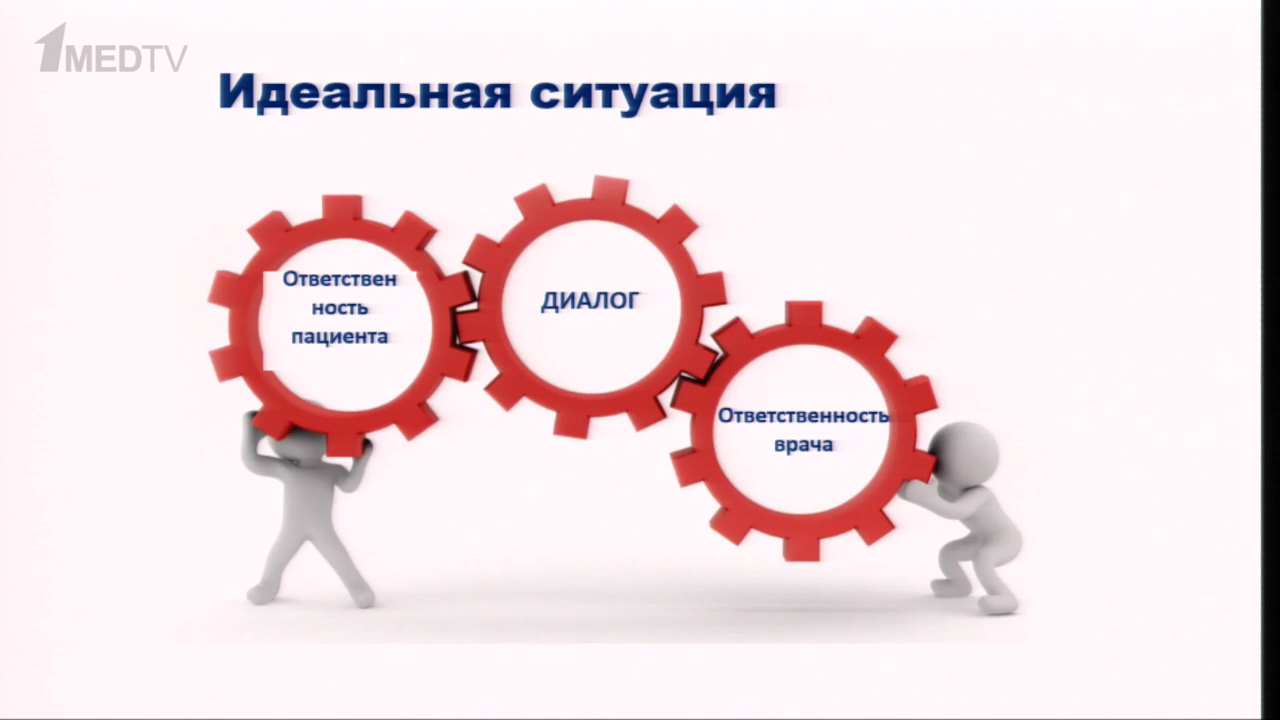 1MEDTV
Идеальная ситуация
Ответствен
ность
пациента
ДИАЛОГ
Ответственность
врача